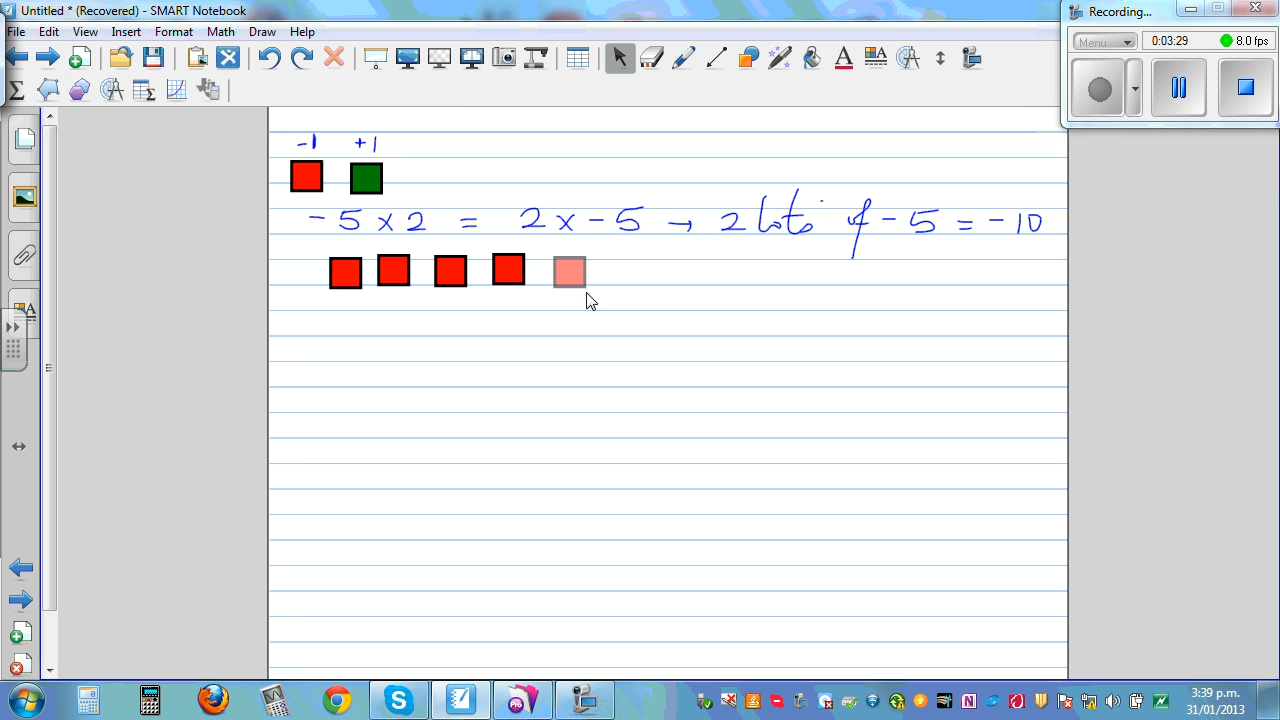 Untitled * (Recovered) - SMART Notebook
File Edit View Insert Format Math Draw Help
Recording...
Menu 0:03:29 8.0 fps
-1 +1
-5 x 2 = 2 x -5 → 2 lots of -5 = -10
3:39 p.m.
31/01/2013